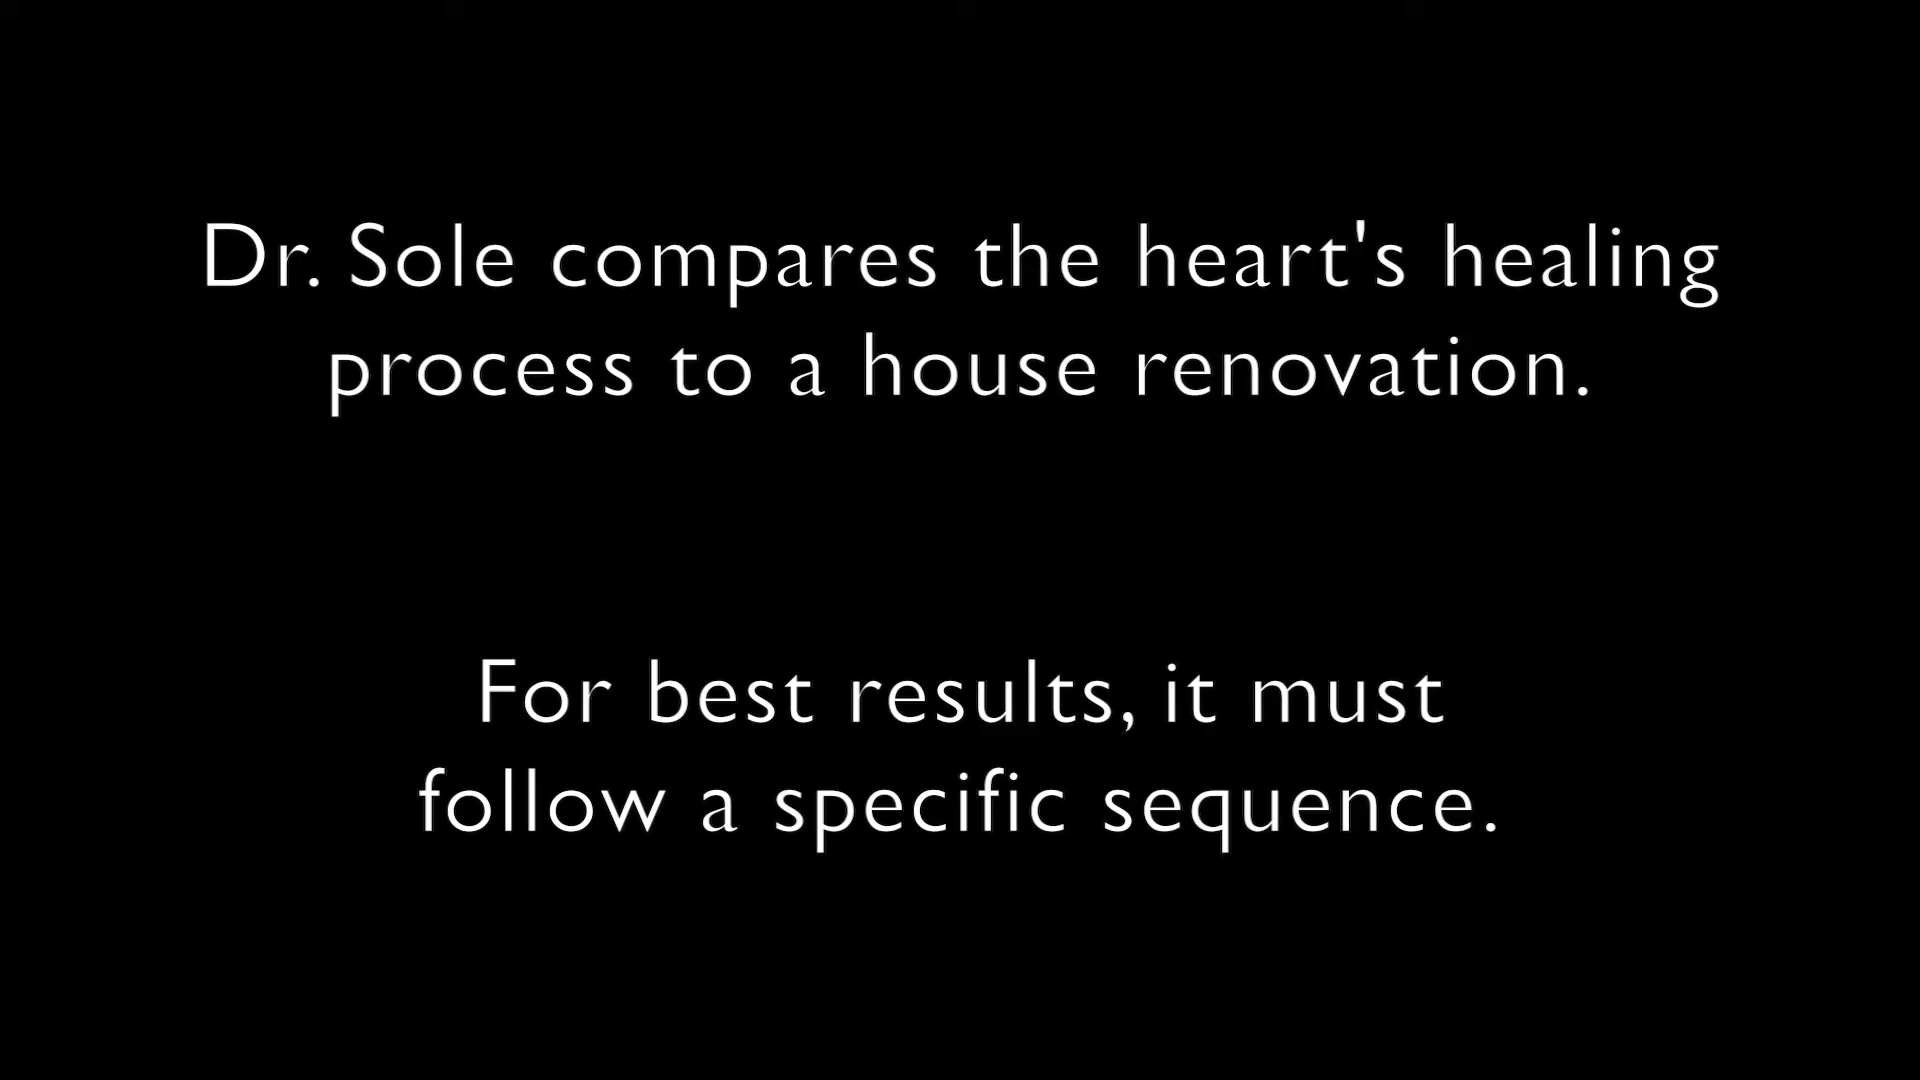 Dr. Sole compares the heart's healing
process to a house renovation.
For best results, it must
follow a specific sequence.